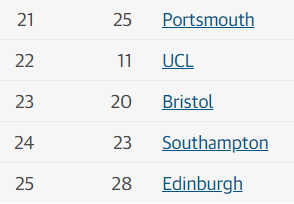 21 25 Portsmouth
22 11 UCL
23 20 Bristol
24 23 Southampton
25 28 Edinburgh